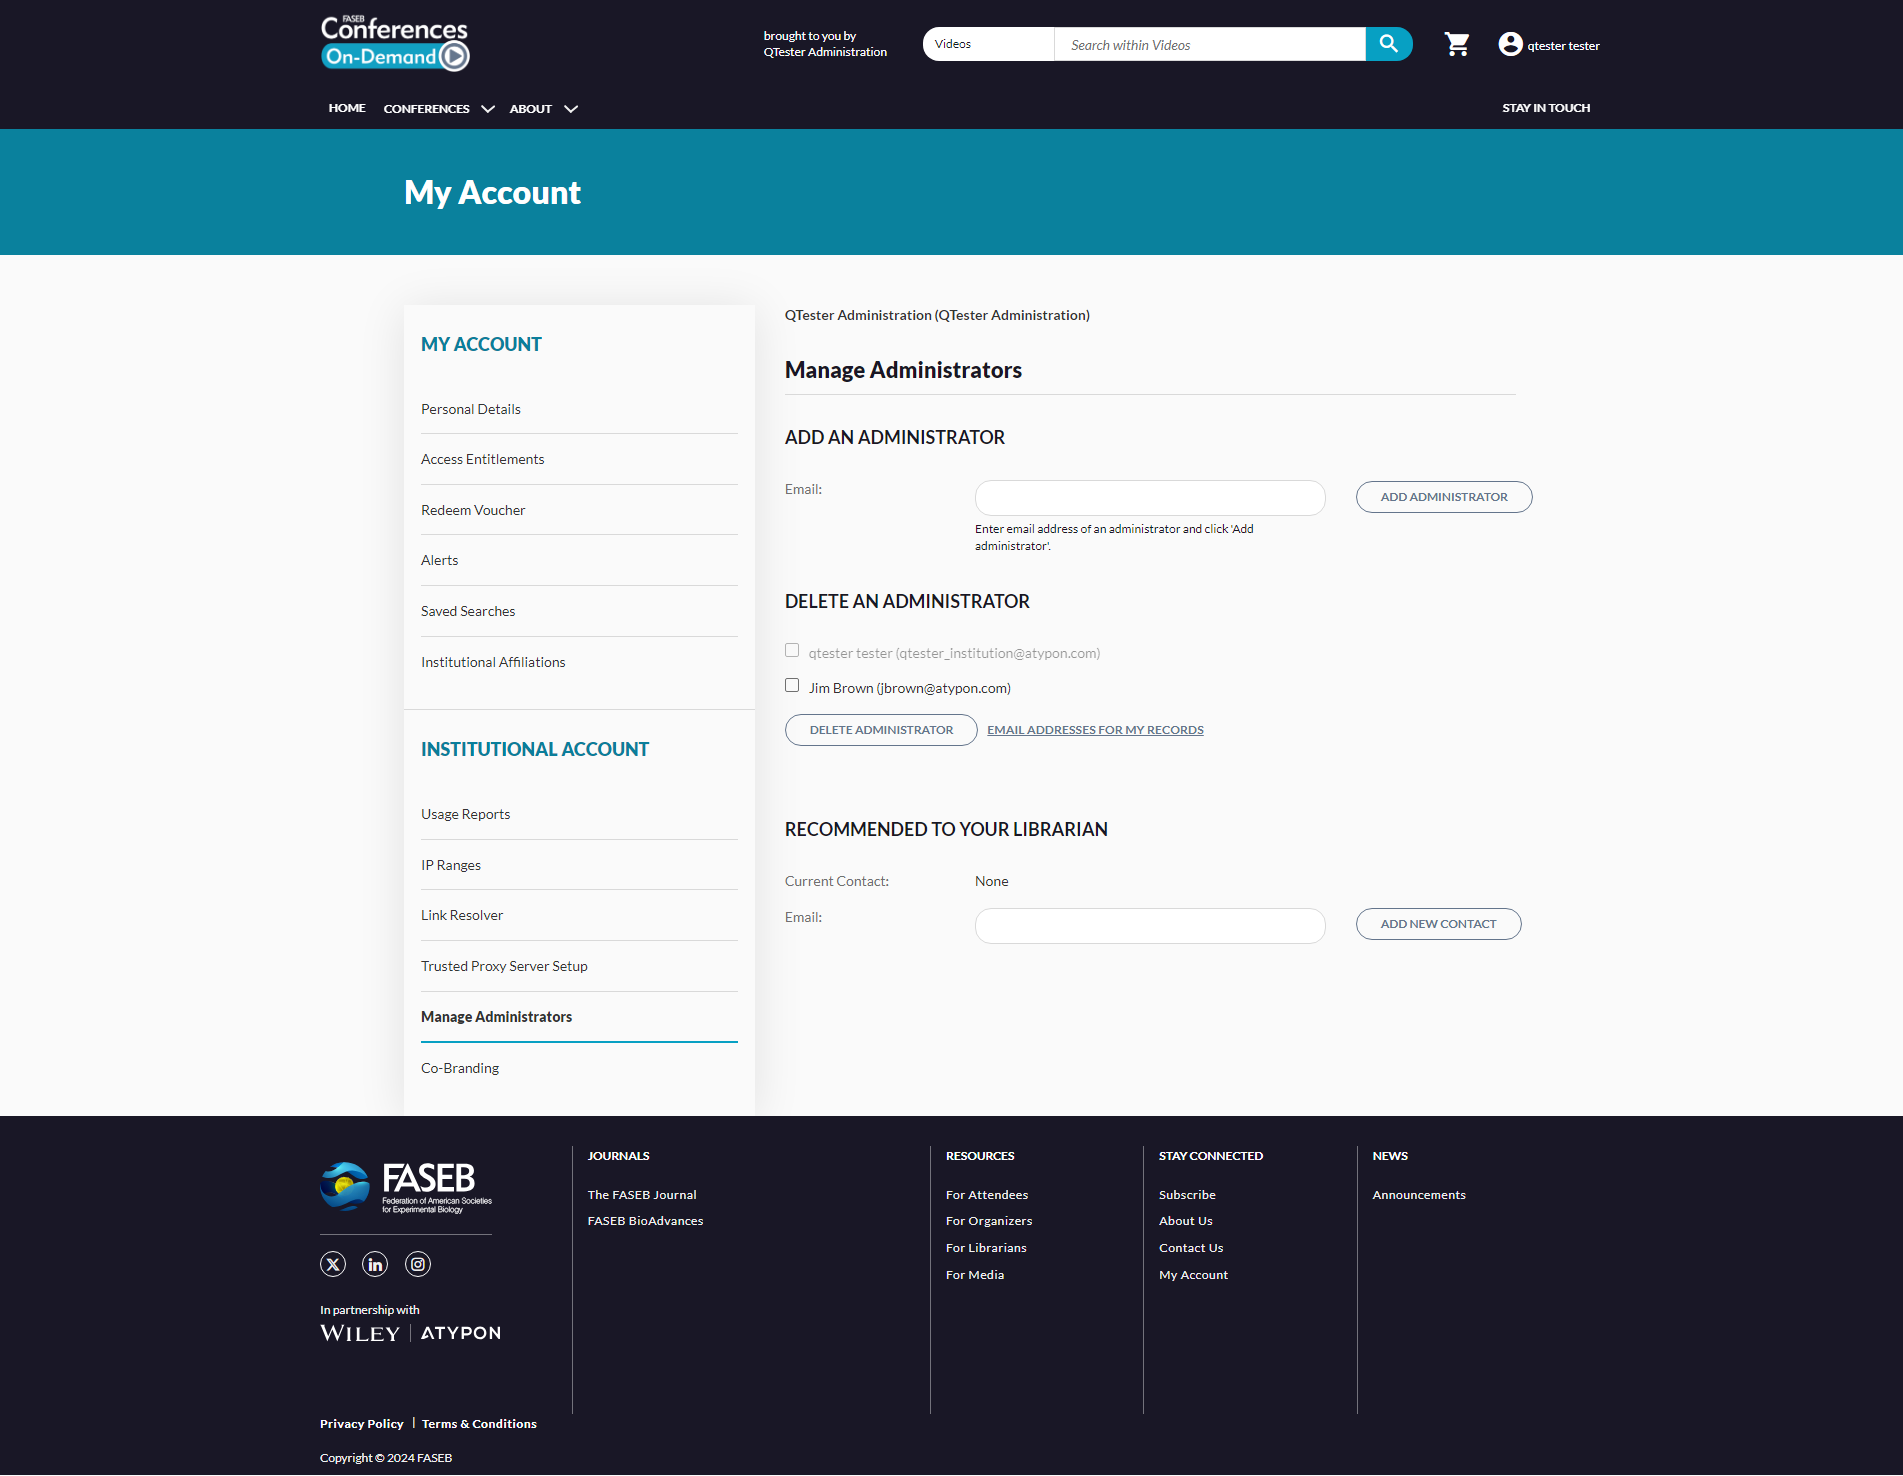 FASEB
Conferences
On-Demand
brought to you by
QTester Administration
Videos
Search within Videos
qtester tester
HOME
CONFERENCES
ABOUT
STAY IN TOUCH
My Account
MY ACCOUNT
Personal Details
Access Entitlements
Redeem Voucher
Alerts
Saved Searches
Institutional Affiliations
INSTITUTIONAL ACCOUNT
Usage Reports
IP Ranges
Link Resolver
Trusted Proxy Server Setup
Manage Administrators
Co-Branding
QTester Administration (QTester Administration)
Manage Administrators
ADD AN ADMINISTRATOR
Email:
ADD ADMINISTRATOR
Enter email address of an administrator and click 'Add
administrator'.
DELETE AN ADMINISTRATOR
qtester tester (qtester_institution@atypon.com)
Jim Brown (jbrown@atypon.com)
DELETE ADMINISTRATOR
EMAIL ADDRESSES FOR MY RECORDS
RECOMMENDED TO YOUR LIBRARIAN
Current Contact:
None
Email:
ADD NEW CONTACT
FASEB
Federation of American Societies
for Experimental Biology
In partnership with
WILEY | ATYPON
JOURNALS
The FASEB Journal
FASEB BioAdvances
RESOURCES
For Attendees
For Organizers
For Librarians
For Media
STAY CONNECTED
Subscribe
About Us
Contact Us
My Account
NEWS
Announcements
Privacy Policy | Terms & Conditions
Copyright © 2024 FASEB